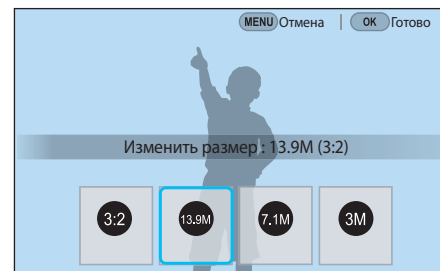 MENU Отмена | OK Готово
Изменить размер : 13.9M (3:2)
3:2 13.9M 7.1M 3M